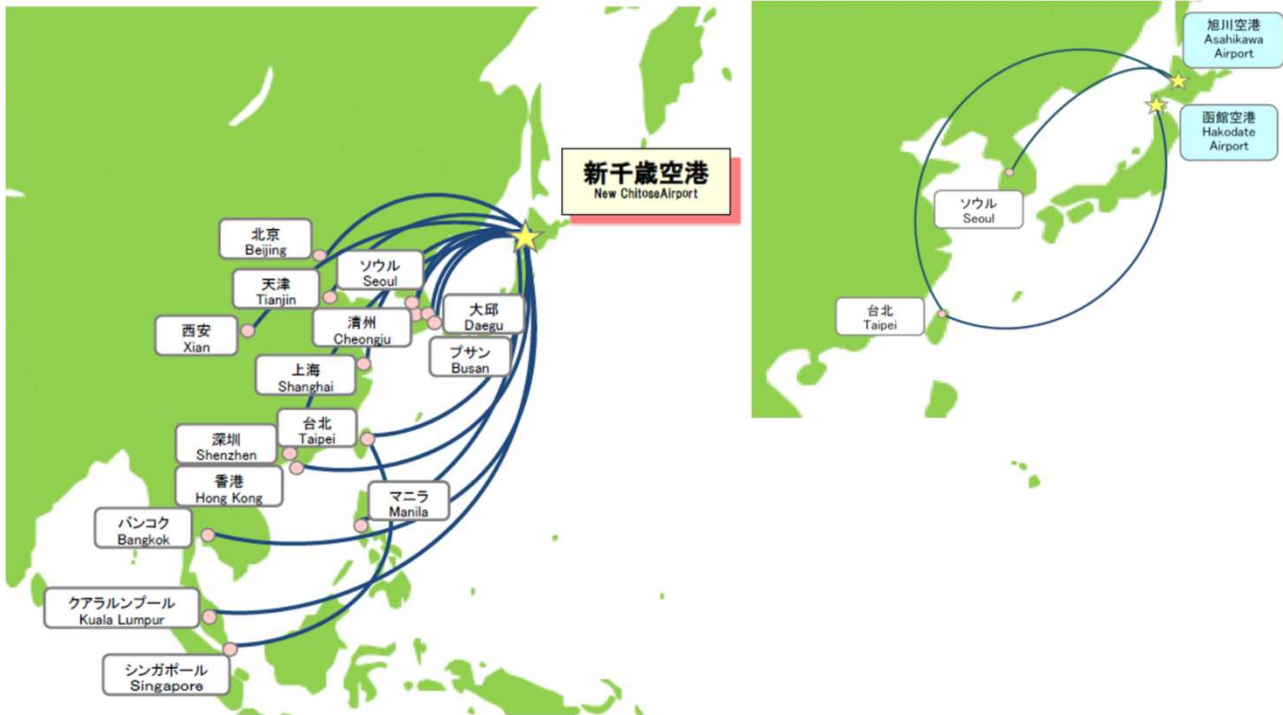 新千歳空港
New ChitoseAirport
北京
Beijing
天津
Tianjin
西安
Xian
ソウル
Seoul
清州
Cheongju
大邱
Daegu
プサン
Busan
上海
Shanghai
台北
Taipei
深圳
Shenzhen
香港
Hong Kong
マニラ
Manila
バンコク
Bangkok
クアラルンプール
Kuala Lumpur
シンガポール
Singapore
旭川空港
Asahikawa
Airport
函館空港
Hakodate
Airport
ソウル
Seoul
台北
Taipei